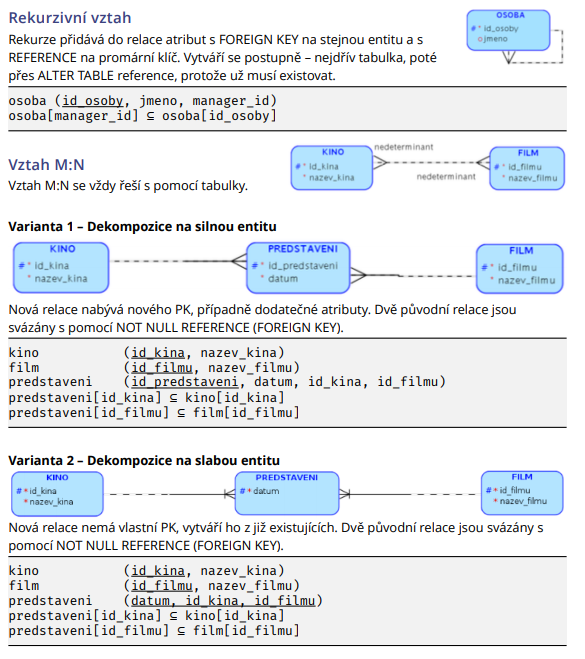 Rekurzivní vztah
Rekurze přidává do relace atribut s FOREIGN KEY na stejnou entitu a s
REFERENCE na promární klíč. Vytváří se postupně – nejdřív tabulka, poté
přes ALTER TABLE reference, protože už musí existovat.
OSOBA
# * id_osoby
o jmeno
osoba (id_osoby, jmeno, manager_id)
osoba[manager_id] ⊆ osoba[id_osoby]
Vztah M:N
Vztah M:N se vždy řeší s pomocí tabulky.
KINO
# * id_kina
* nazev_kina
nedeterminant
nedeterminant
FILM
# * id_filmu
* nazev_filmu
Varianta 1 – Dekompozice na silnou entitu
KINO
# * id_kina
* nazev_kina
PREDSTAVENI
# * id_predstaveni
* datum
FILM
# * id_filmu
* nazev_filmu
Nová relace nabývá nového PK, případně dodatečné atributy. Dvě původní relace jsou
svázány s pomocí NOT NULL REFERENCE (FOREIGN KEY).
kino (id_kina, nazev_kina)
film (id_filmu, nazev_filmu)
predstaveni (id_predstaveni, datum, id_kina, id_filmu)
predstaveni[id_kina] ⊆ kino[id_kina]
predstaveni[id_filmu] ⊆ film[id_filmu]
Varianta 2 – Dekompozice na slabou entitu
KINO
# * id_kina
* nazev_kina
PREDSTAVENI
# * datum
FILM
# * id_filmu
* nazev_filmu
Nová relace nemá vlastní PK, vytváří ho z již existujících. Dvě původní relace jsou svázány s
pomocí NOT NULL REFERENCE (FOREIGN KEY).
kino (id_kina, nazev_kina)
film (id_filmu, nazev_filmu)
predstaveni (datum, id_kina, id_filmu)
predstaveni[id_kina] ⊆ kino[id_kina]
predstaveni[id_filmu] ⊆ film[id_filmu]